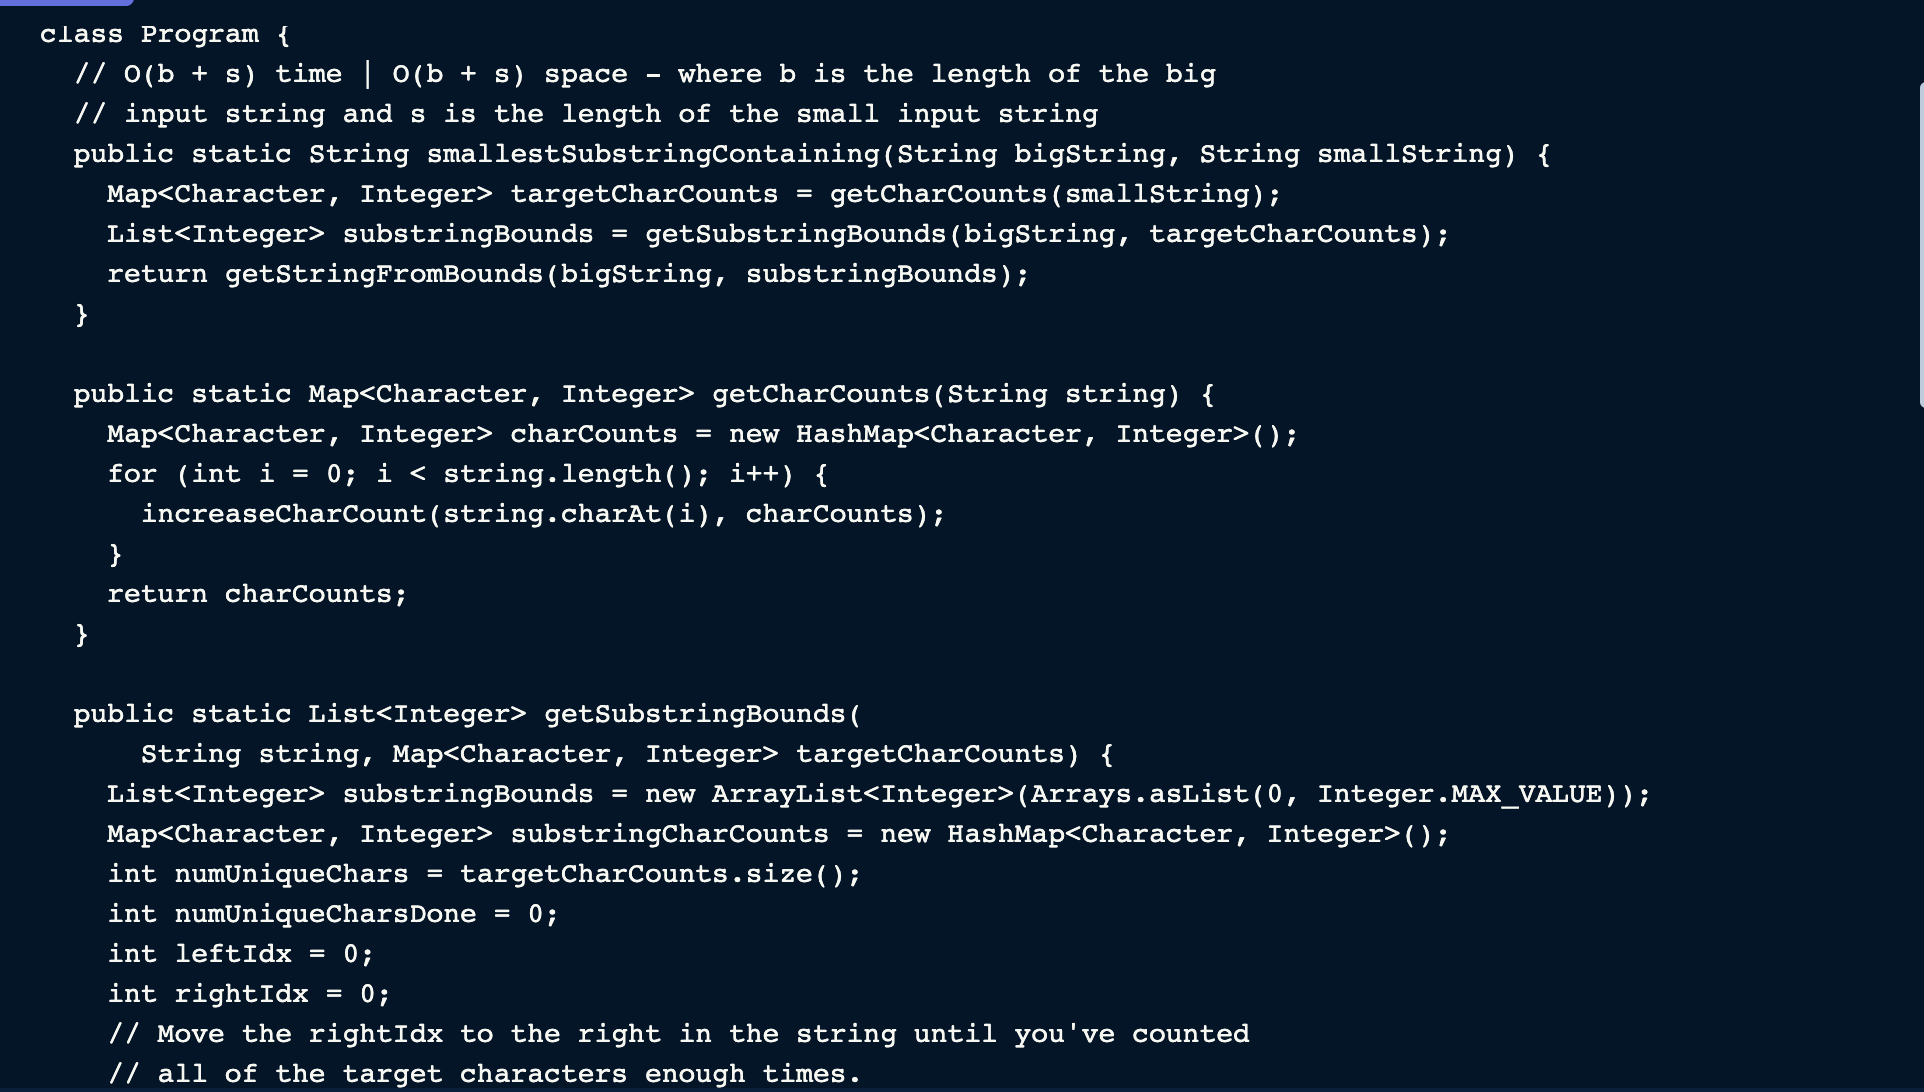 class Program {
// O(b + s) time | O(b + s) space - where b is the length of the big
// input string and s is the length of the small input string
public static String smallestSubstringContaining(String bigString, String smallString) {
Map<Character, Integer> targetCharCounts = getCharCounts(smallString);
List<Integer> substringBounds = getSubstringBounds(bigString, targetCharCounts);
return getStringFromBounds(bigString, substringBounds);
}
public static Map<Character, Integer> getCharCounts(String string) {
Map<Character, Integer> charCounts = new HashMap<Character, Integer>();
for (int i = 0; i < string.length(); i++) {
increaseCharCount(string.charAt(i), charCounts);
}
return charCounts;
}
public static List<Integer> getSubstringBounds(
String string, Map<Character, Integer> targetCharCounts) {
List<Integer> substringBounds = new ArrayList<Integer>(Arrays.asList(0, Integer.MAX_VALUE));
Map<Character, Integer> substringCharCounts = new HashMap<Character, Integer>();
int numUniqueChars = targetCharCounts.size();
int numUniqueCharsDone = 0;
int leftIdx = 0;
int rightIdx = 0;
// Move the rightIdx to the right in the string until you've counted
// all of the target characters enough times.